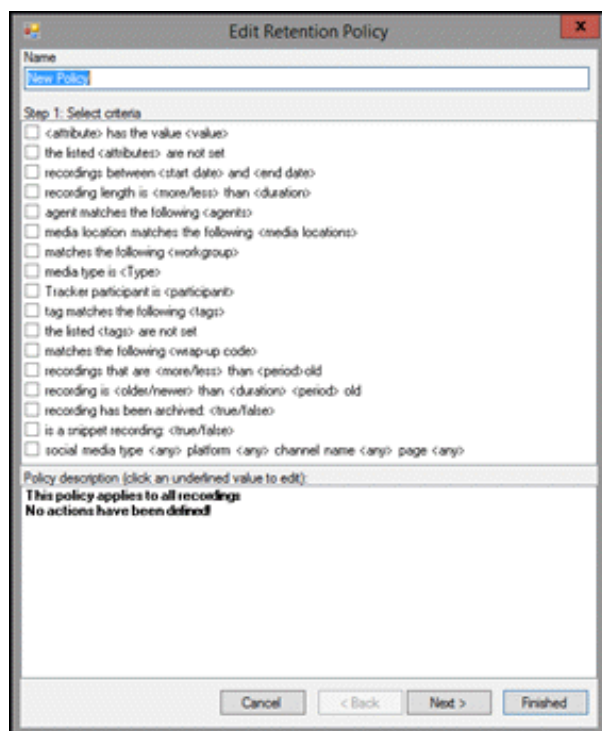 Edit Retention Policy
x
Name
New Policy
Step 1: Select criteria
<attribute> has the value <value>
the listed <attributes> are not set
recordings between <start date> and <end date>
recording length is <more/less> than <duration>
agent matches the following <agents>
media location matches the following <media locations>
matches the following <workgroup>
media type is <Type>
Tracker participant is <participant>
tag matches the following <tags>
the listed <tags> are not set
matches the following <wrap-up code>
recordings that are <more/less> than <period> old
recording is <older/newer> than <duration> <period> old
recording has been archived: <true/false>
is a snippet recording: <true/false>
social media type <any> platform <any> channel name <any> page <any>
Policy description (click an undefined value to edit):
This policy applies to all recordings
No actions have been defined!
Cancel < Back Next > Finished